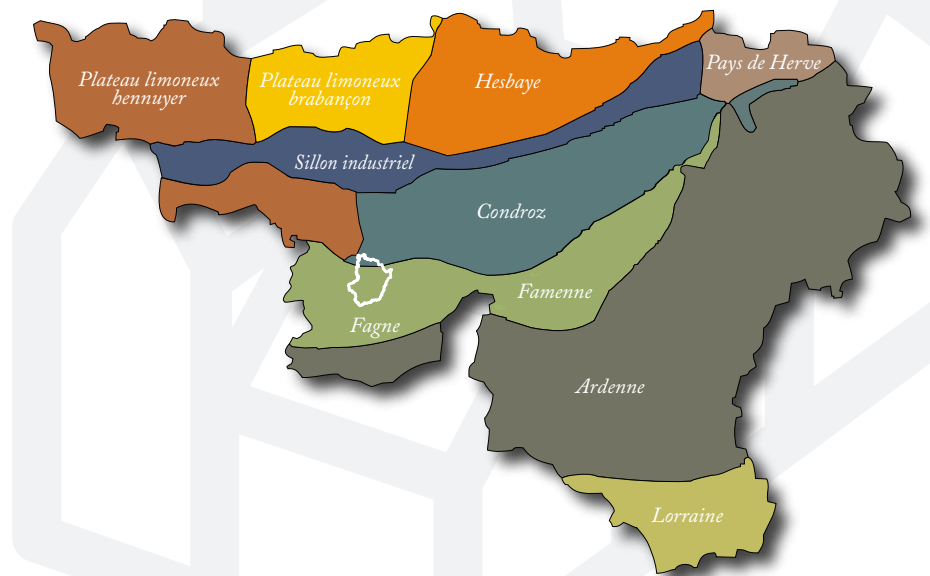 Plateau limoneux
hennuyer
Plateau limoneux
brabançon
Hesbaye
Pays de Herve
Sillon industriel
Condroz
Famenne
Fagne
Ardenne
Lorraine